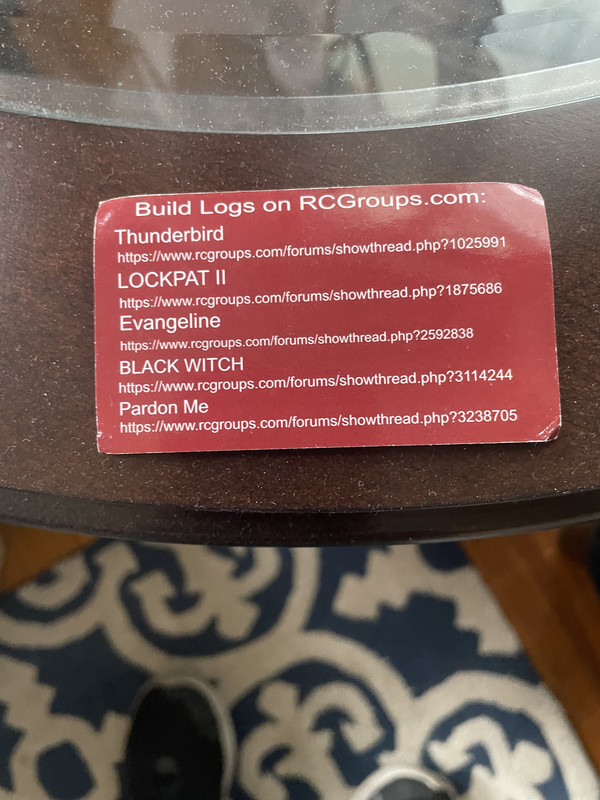 Build Logs on RCGroups.com:
Thunderbird
https://www.rcgroups.com/forums/showthread.php?1025991
LOCKPAT II
https://www.rcgroups.com/forums/showthread.php?1875686
Evangeline
https://www.rcgroups.com/forums/showthread.php?2592838
BLACK WITCH
https://www.rcgroups.com/forums/showthread.php?3114244
Pardon Me
https://www.rcgroups.com/forums/showthread.php?3238705